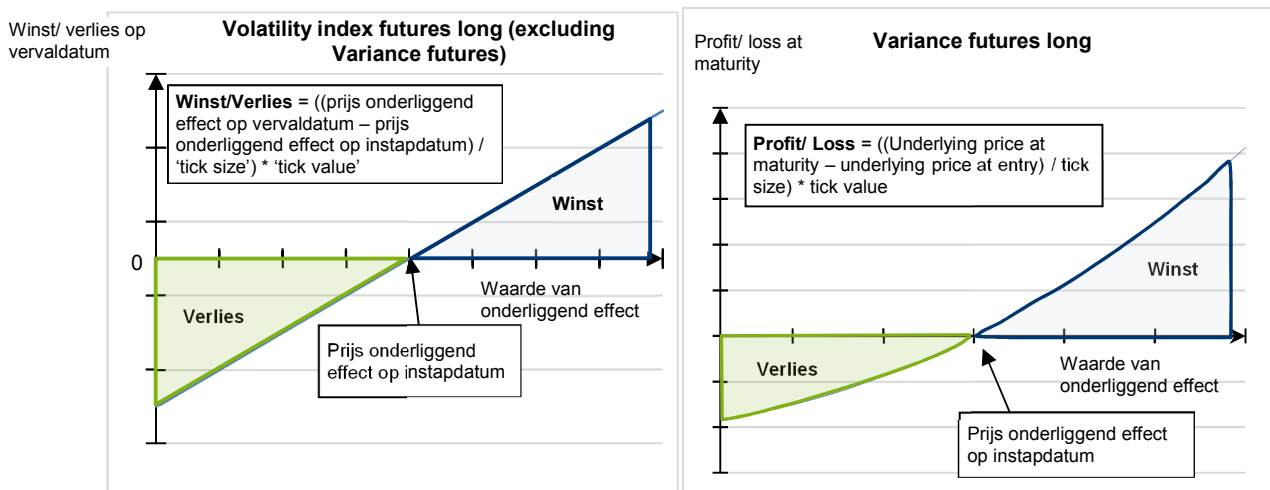 Winst/ verlies op
vervaldatum
Volatility index futures long (excluding
Variance futures)
Winst/Verlies = ((prijs onderliggend
effect op vervaldatum – prijs
onderliggend effect op instapdatum) /
‘tick size’) * ‘tick value’
Winst
0
Verlies
Waarde van
onderliggend effect
Prijs onderliggend
effect op instapdatum
Profit/ loss at
maturity
Variance futures long
Profit/ Loss = ((Underlying price at
maturity – underlying price at entry) / tick
size) * tick value
Winst
Verlies
Waarde van
onderliggend effect
Prijs onderliggend effect
op instapdatum